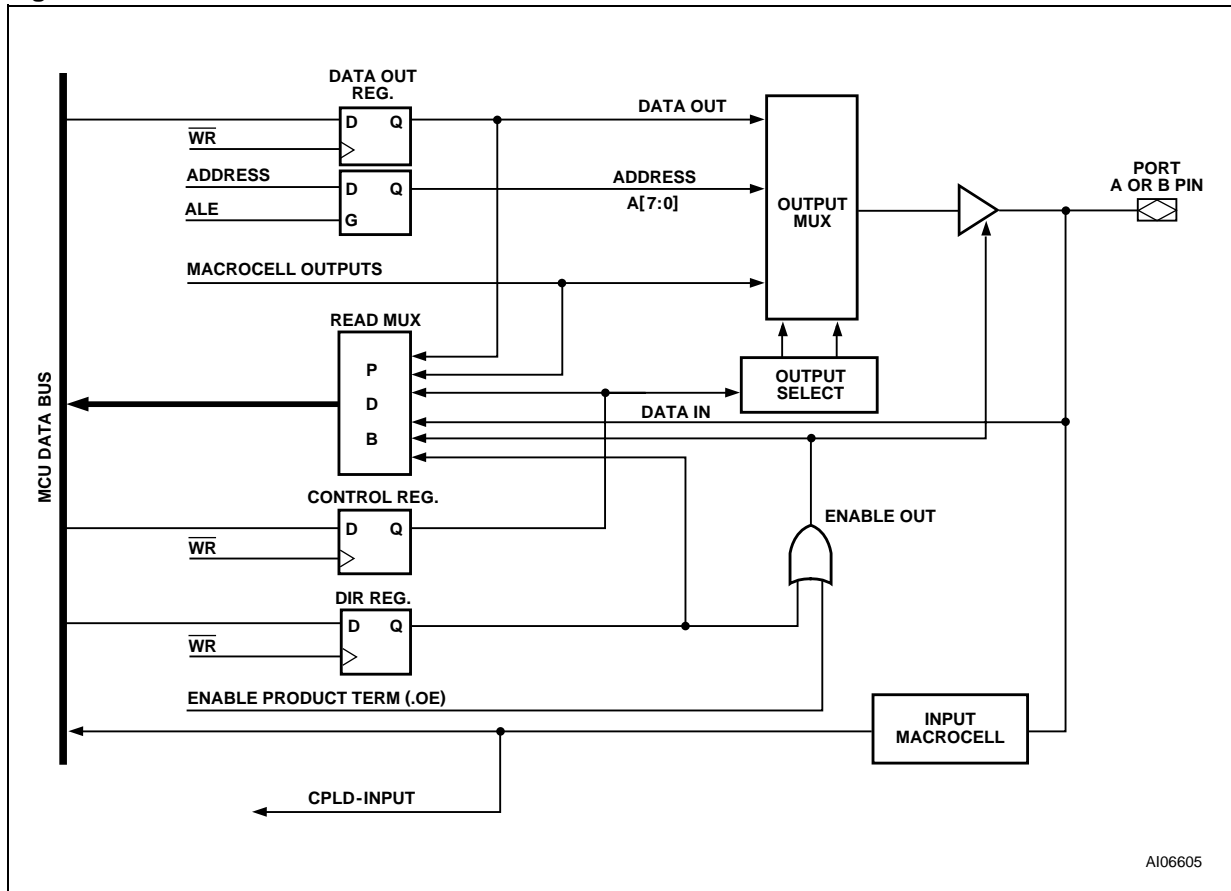 DATA OUT
REG.
D Q
WR
DATA OUT
ADDRESS
D Q
ALE
G
ADDRESS
A[7:0]
OUTPUT
MUX
PORT
A OR B PIN
MACROCELL OUTPUTS
READ MUX
P
D
B
OUTPUT
SELECT
DATA IN
MCU DATA BUS
CONTROL REG.
D Q
WR
ENABLE OUT
DIR REG.
D Q
WR
ENABLE PRODUCT TERM (.OE)
INPUT
MACROCELL
CPLD-INPUT
AI06605